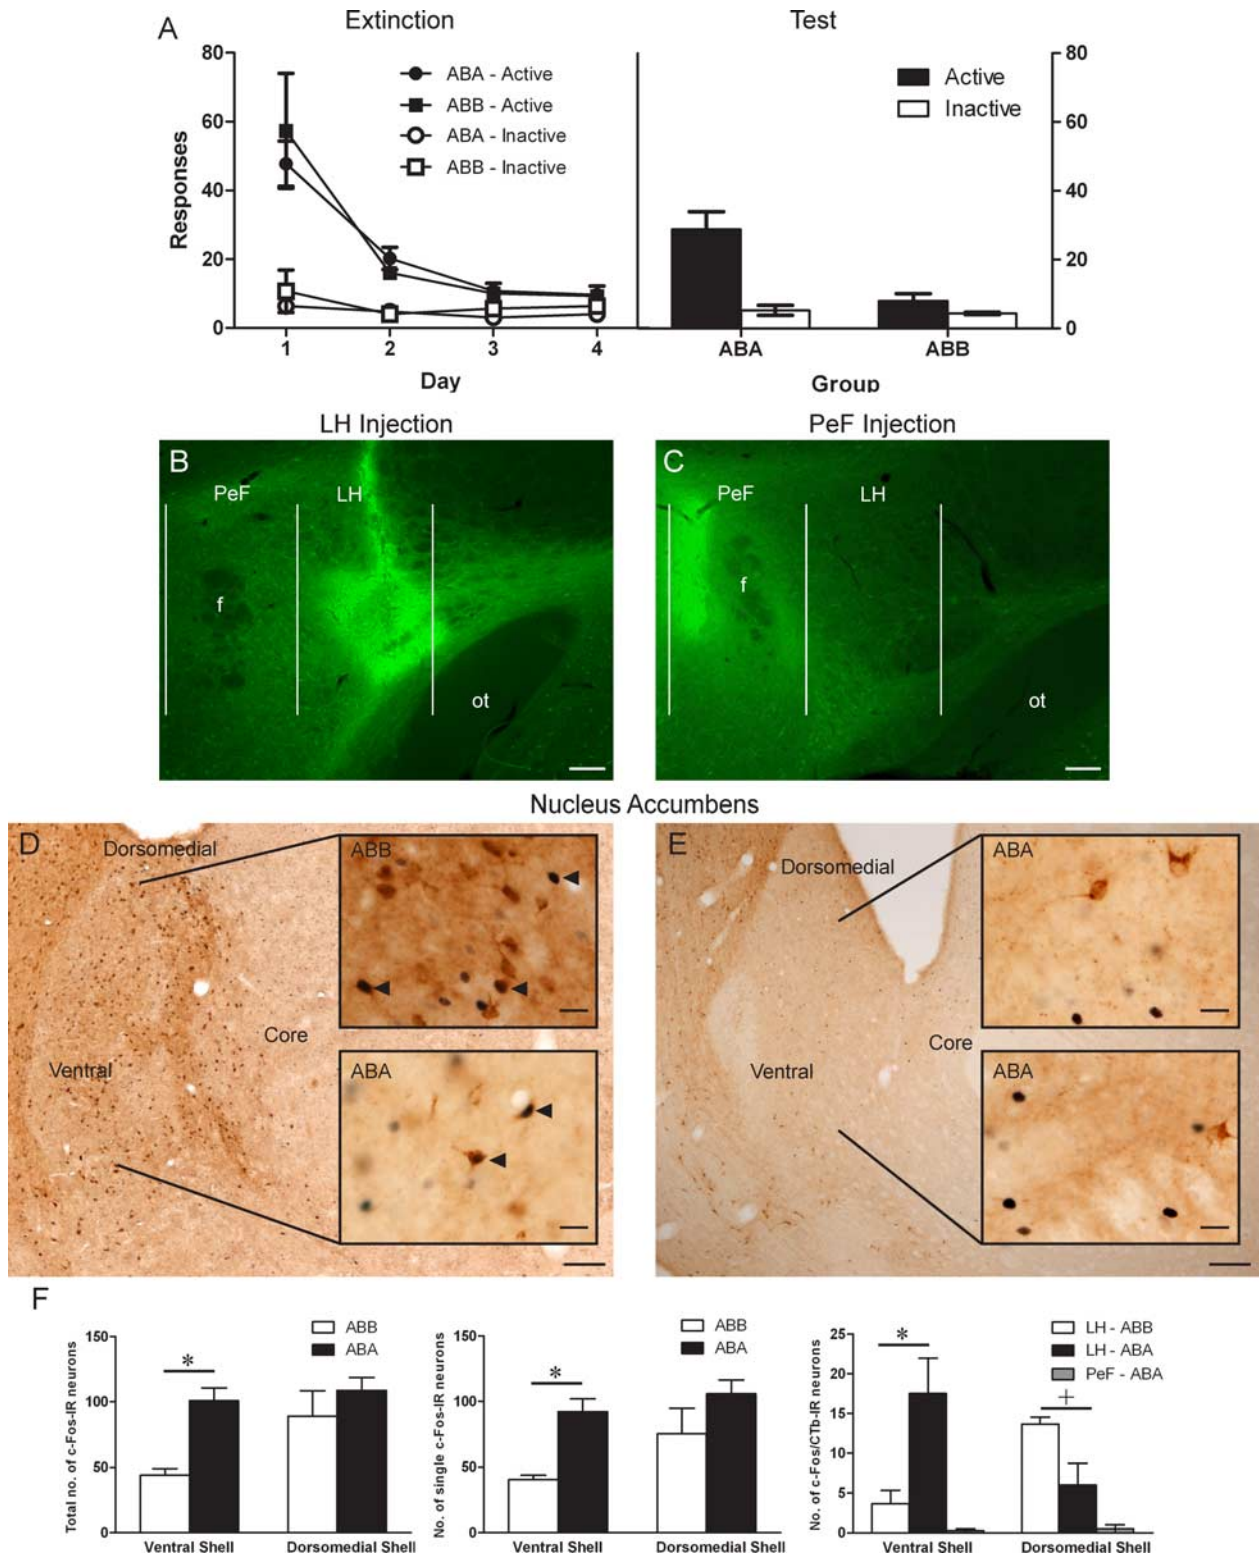 A
Extinction
Test
80
60
40
20
0
Responses
ABA - Active
ABB - Active
ABA - Inactive
ABB - Inactive
1 2 3 4
Day
Active
Inactive
80
60
40
20
0
ABA ABB
Group
LH Injection
PeF Injection
B
PeF
LH
f
ot
C
PeF
LH
f
ot
Nucleus Accumbens
D
Dorsomedial
Core
Ventral
ABB
ABA
E
Dorsomedial
Core
Ventral
ABA
ABA
F
Total no. of c-Fos-IR neurons
150
100
50
0
ABB
ABA
*
Ventral Shell Dorsomedial Shell
No. of single c-Fos-IR neurons
150
100
50
0
ABB
ABA
*
Ventral Shell Dorsomedial Shell
No. of c-Fos/CTb-IR neurons
25
20
15
10
5
0
LH - ABB
LH - ABA
PeF - ABA
*
+
Ventral Shell Dorsomedial Shell